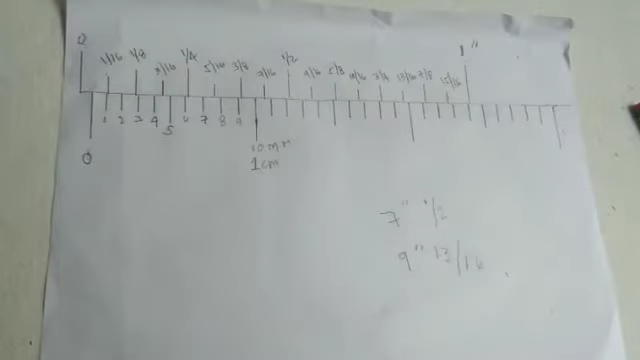 0 1/16 1/8 3/16 1/4 5/16 3/8 7/16 1/2 9/16 5/8 11/16 3/4 13/16 7/8 15/16 1"
1 2 3 4 5 6 7 8 9
0 10 mm
1 cm
7" 1/2
9" 13/16